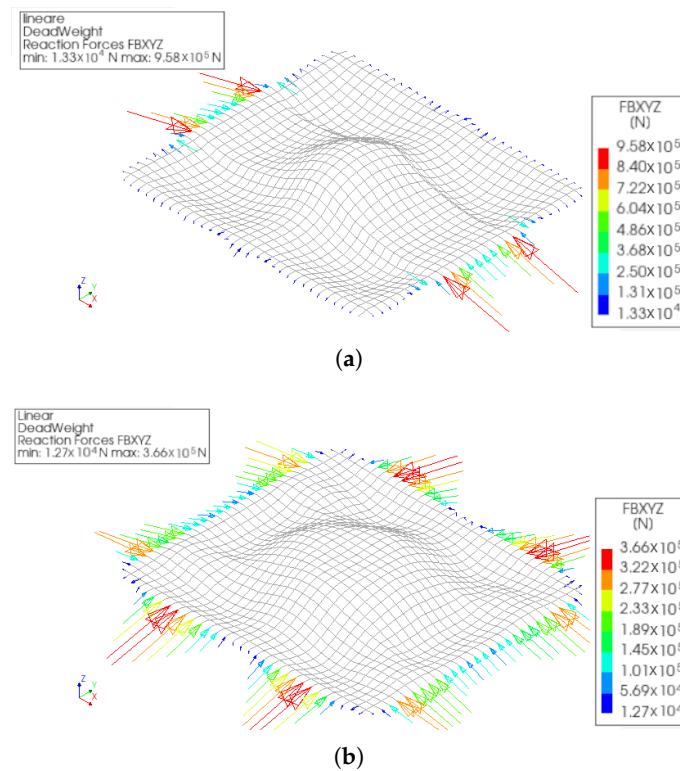 lineare
DeadWeight
Reaction Forces FBXYZ
min: 1.33x10⁴ N max: 9.58x10⁵ N
FBXYZ
(N)
9.58x10⁵
8.40x10⁵
7.22x10⁵
6.04x10⁵
4.86x10⁵
3.68x10⁵
2.50x10⁵
1.31x10⁵
1.33x10⁴
Z
Y
X
(a)
Linear
DeadWeight
Reaction Forces FBXYZ
min: 1.27x10⁴ N max: 3.66x10⁵ N
FBXYZ
(N)
3.66x10⁵
3.22x10⁵
2.77x10⁵
2.33x10⁵
1.89x10⁵
1.45x10⁵
1.01x10⁵
5.69x10⁴
1.27x10⁴
Z
Y
X
(b)